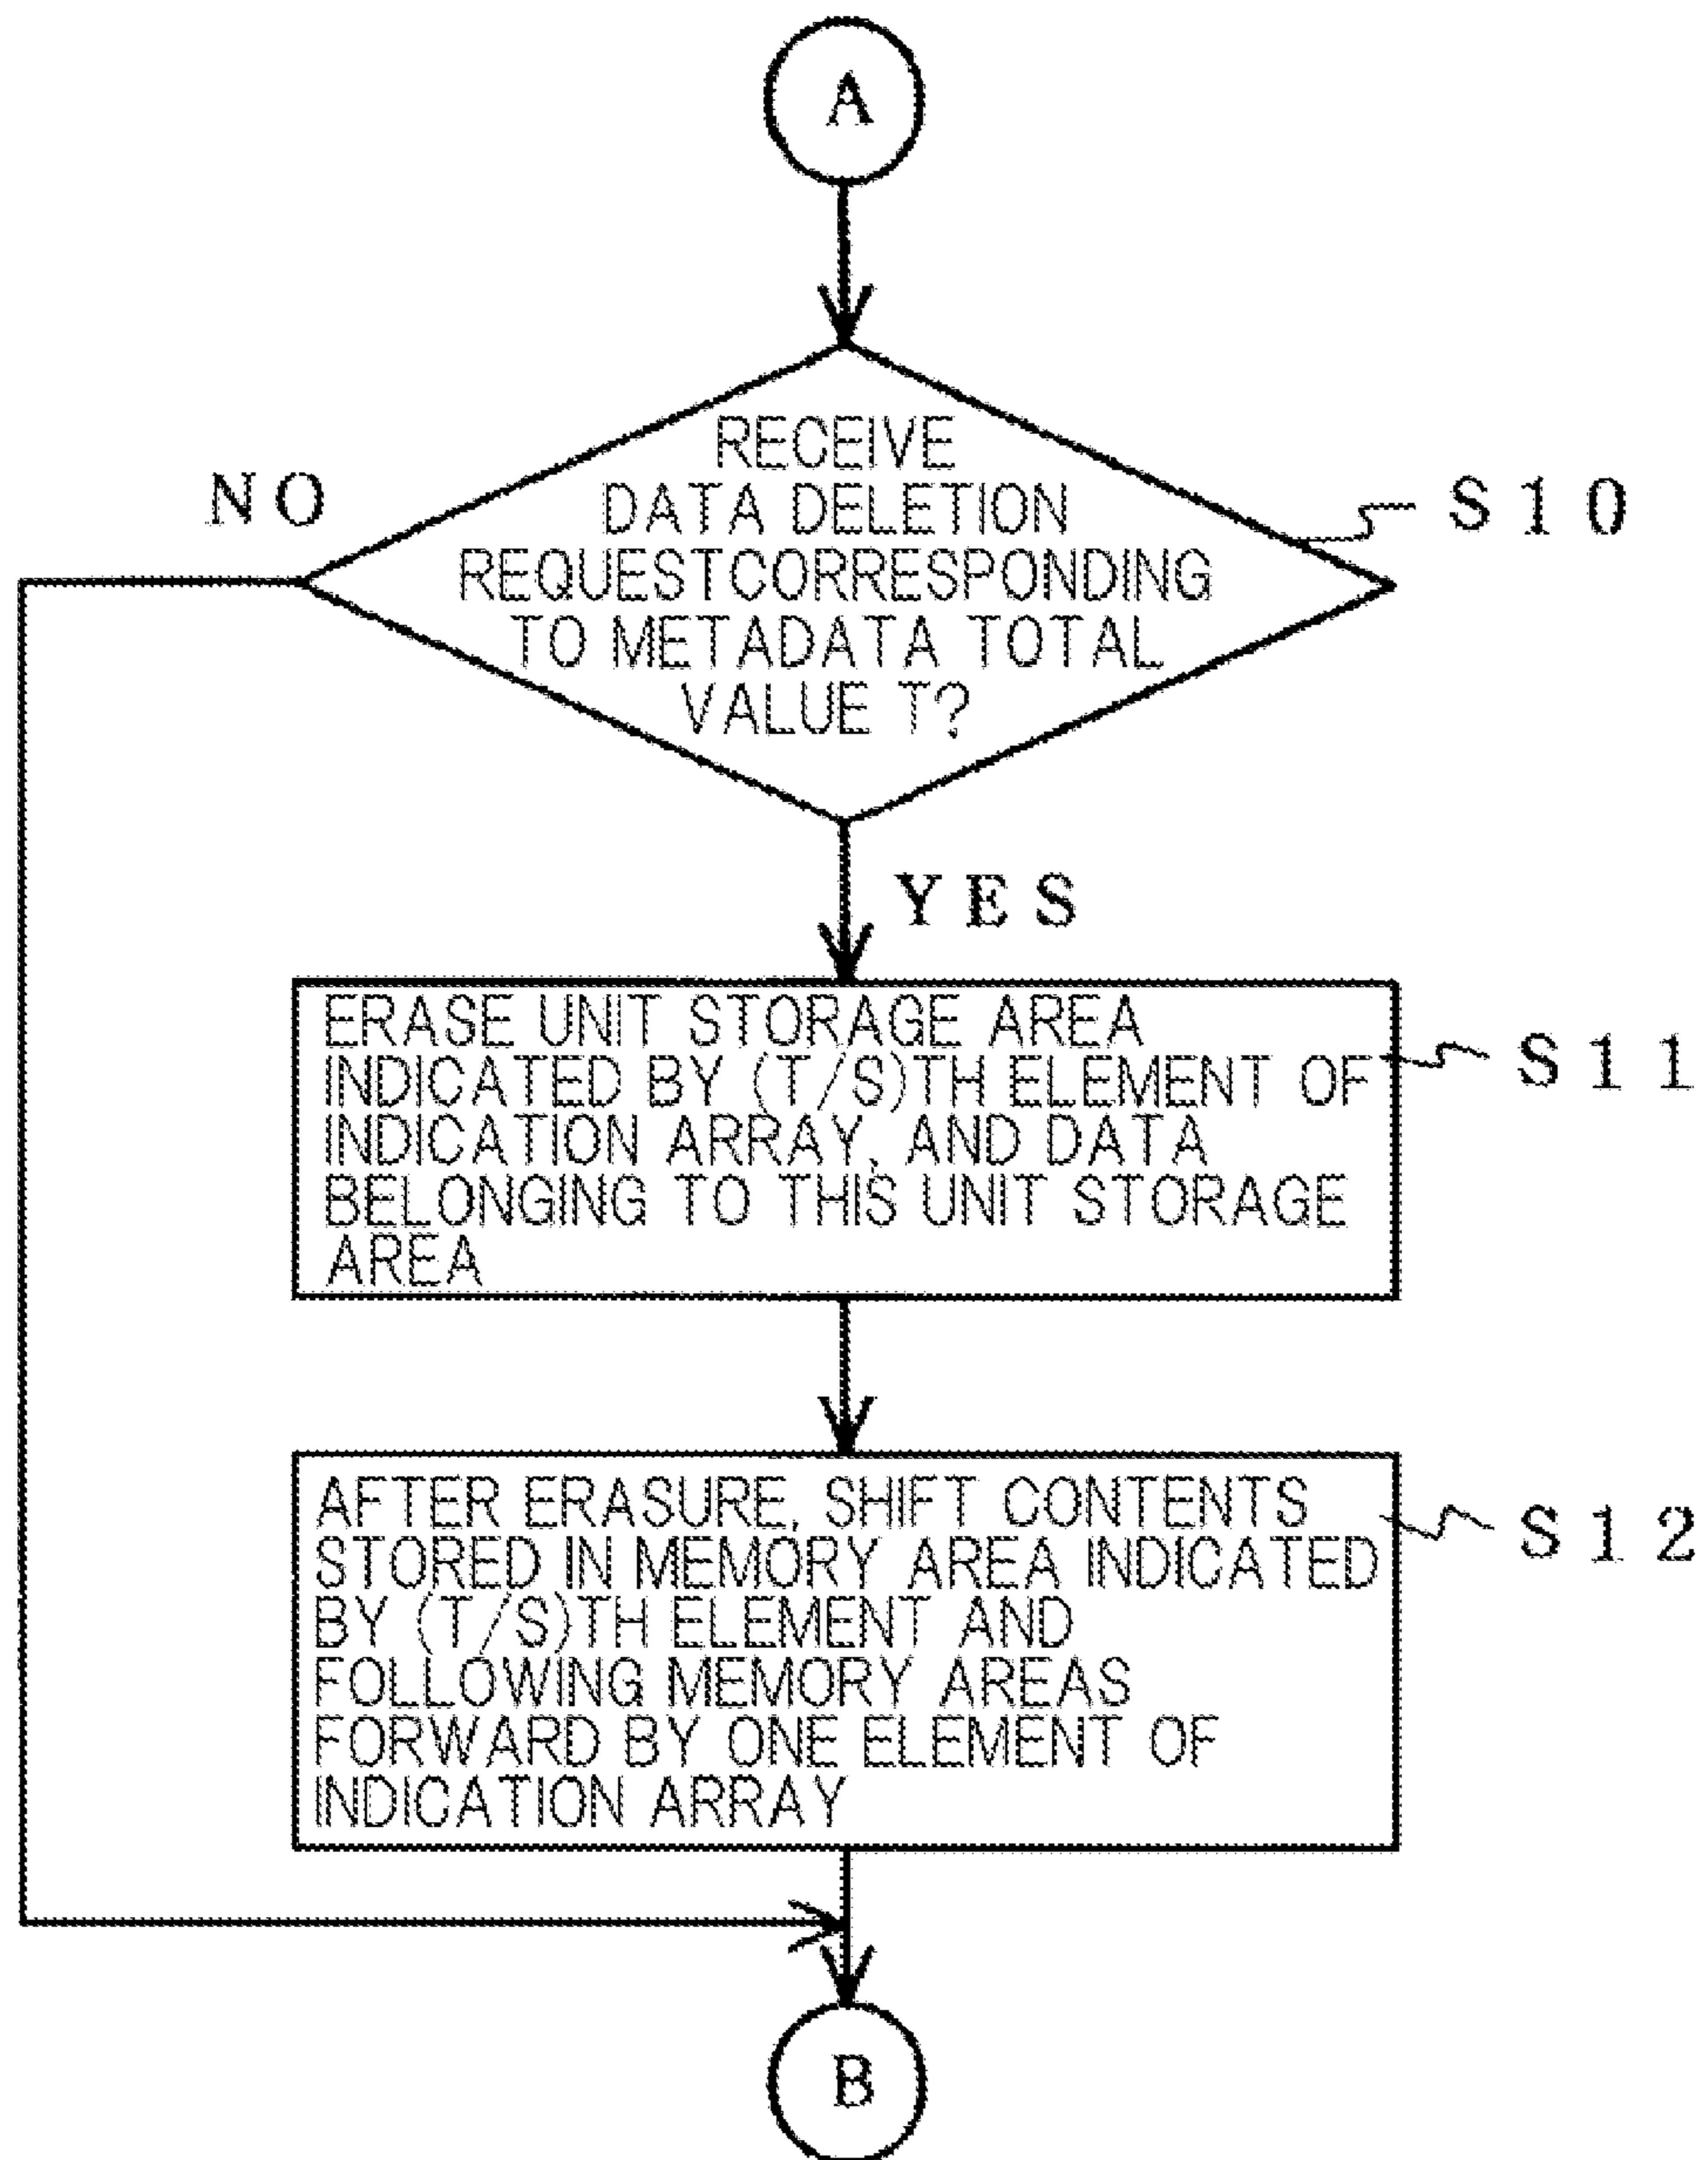 A
RECEIVE
DATA DELETION
NO
S10
REQUESTCORRESPONDING
TO METADATA TOTAL
VALUE T?
YES
ERASE UNIT STORAGE AREA
INDICATED BY (T/S)TH ELEMENT OF
S11
INDICATION ARRAY, AND DATA
BELONGING TO THIS UNIT STORAGE
AREA
AFTER ERASURE, SHIFT CONTENTS
STORED IN MEMORY AREA INDICATED
S12
BY (T/S)TH ELEMENT AND
FOLLOWING MEMORY AREAS
FORWARD BY ONE ELEMENT OF
INDICATION ARRAY
B